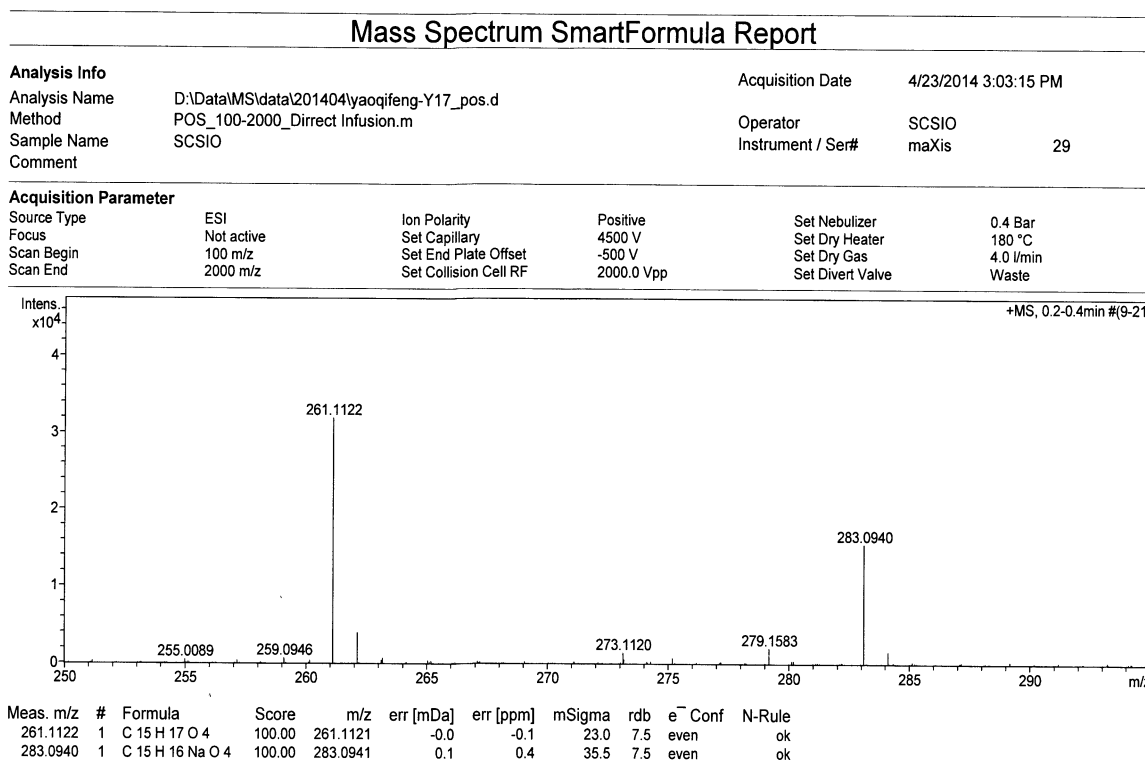 Mass Spectrum SmartFormula Report
Analysis Info
Acquisition Date 4/23/2014 3:03:15 PM
Analysis Name D:\Data\MS\data\201404\yaoqifeng-Y17_pos.d
Method POS_100-2000_Dirrect Infusion.m
Operator SCSIO
Sample Name SCSIO
Instrument / Ser# maXis 29
Comment
Acquisition Parameter
Source Type ESI Ion Polarity Positive Set Nebulizer 0.4 Bar
Focus Not active Set Capillary 4500 V Set Dry Heater 180 °C
Scan Begin 100 m/z Set End Plate Offset -500 V Set Dry Gas 4.0 l/min
Scan End 2000 m/z Set Collision Cell RF 2000.0 Vpp Set Divert Valve Waste
Intens.
x10⁴
+MS, 0.2-0.4min #(9-21
4
261.1122
3
2
283.0940
1
255.0089 259.0946 273.1120 279.1583
0
250 255 260 265 270 275 280 285 290 m/
Meas. m/z # Formula Score m/z err [mDa] err [ppm] mSigma rdb e⁻ Conf N-Rule
261.1122 1 C 15 H 17 O 4 100.00 261.1121 -0.0 -0.1 23.0 7.5 even ok
283.0940 1 C 15 H 16 Na O 4 100.00 283.0941 0.1 0.4 35.5 7.5 even ok